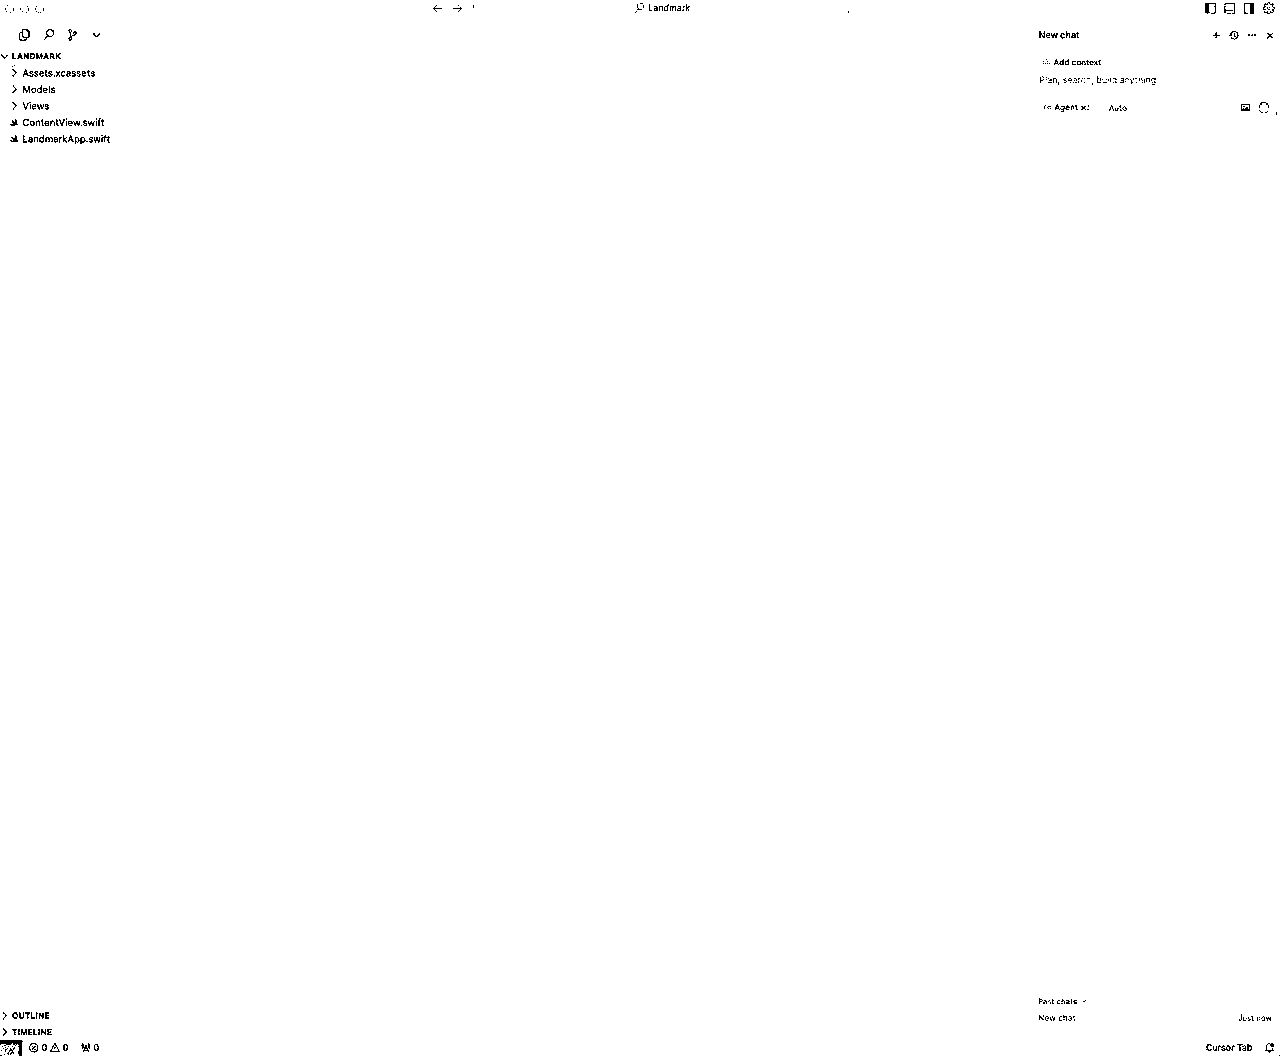 Landmark
New chat
LANDMARK
Add context
Assets.xcassets
Plan, search, build anything
Models
Views
Agent
Auto
ContentView.swift
LandmarkApp.swift
Past chats
OUTLINE
New chat
Just now
TIMELINE
0 0 0
Cursor Tab